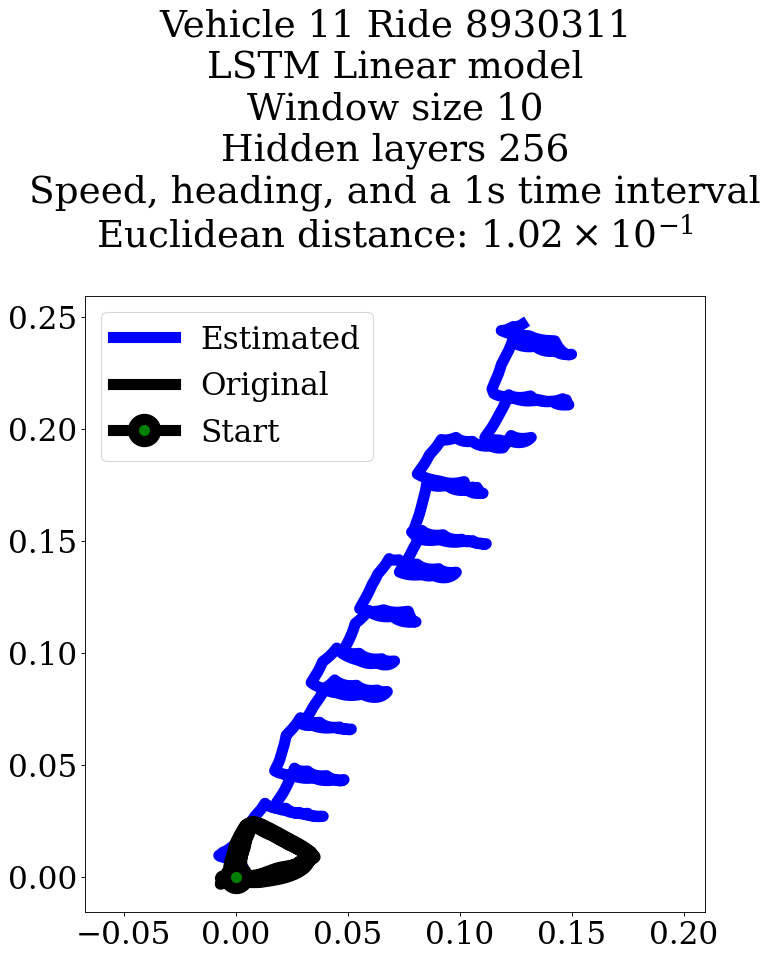 Vehicle 11 Ride 8930311
LSTM Linear model
Window size 10
Hidden layers 256
Speed, heading, and a 1s time interval
Euclidean distance: 1.02 × 10⁻¹
Estimated
Original
Start
0.25
0.20
0.15
0.10
0.05
0.00
−0.05 0.00 0.05 0.10 0.15 0.20